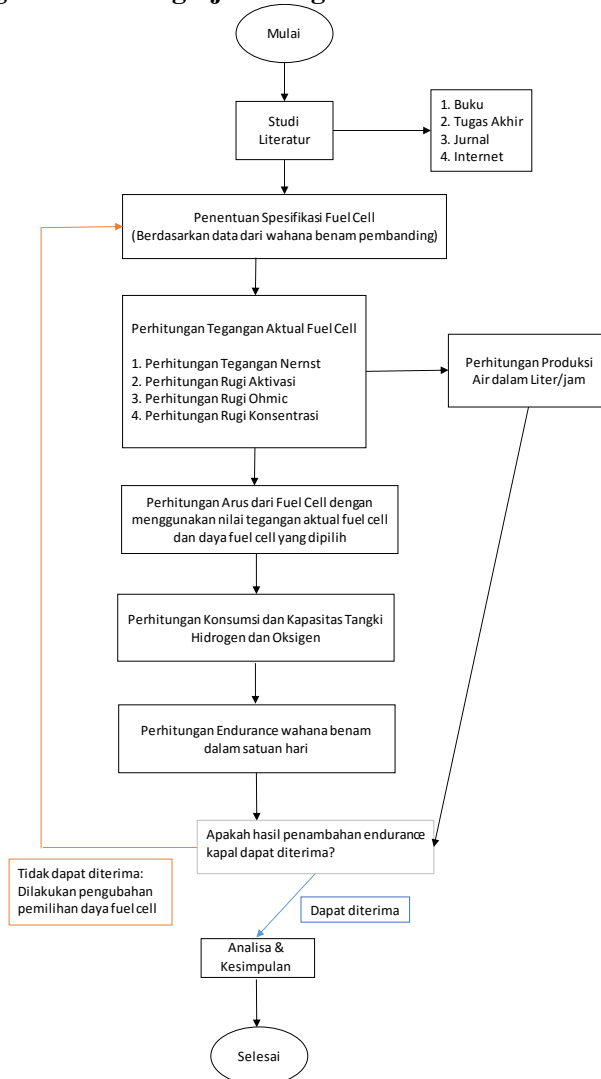 Mulai
Studi
Literatur
1. Buku
2. Tugas Akhir
3. Jurnal
4. Internet
Penentuan Spesifikasi Fuel Cell
(Berdasarkan data dari wahana benam pembanding)
Perhitungan Tegangan Aktual Fuel Cell
1. Perhitungan Tegangan Nernst
2. Perhitungan Rugi Aktivasi
3. Perhitungan Rugi Ohmic
4. Perhitungan Rugi Konsentrasi
Perhitungan Produksi
Air dalam Liter/jam
Perhitungan Arus dari Fuel Cell dengan
menggunakan nilai tegangan aktual fuel cell
dan daya fuel cell yang dipilih
Perhitungan Konsumsi dan Kapasitas Tangki
Hidrogen dan Oksigen
Perhitungan Endurance wahana benam
dalam satuan hari
Apakah hasil penambahan endurance
kapal dapat diterima?
Tidak dapat diterima:
Dilakukan pengubahan
pemilihan daya fuel cell
Dapat diterima
Analisa &
Kesimpulan
Selesai